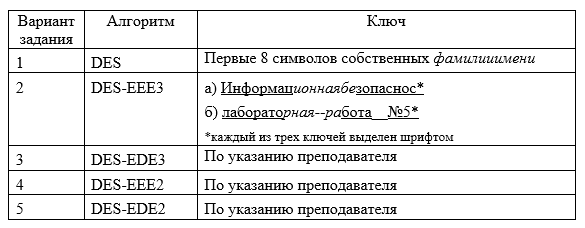 Вариант задания Алгоритм Ключ
1 DES Первые 8 символов собственных фамилииимени
2 DES-EEE3 а) Информационнаябезопаснос*
б) лабораторная--работа__№5*
*каждый из трех ключей выделен шрифтом
3 DES-EDE3 По указанию преподавателя
4 DES-EEE2 По указанию преподавателя
5 DES-EDE2 По указанию преподавателя